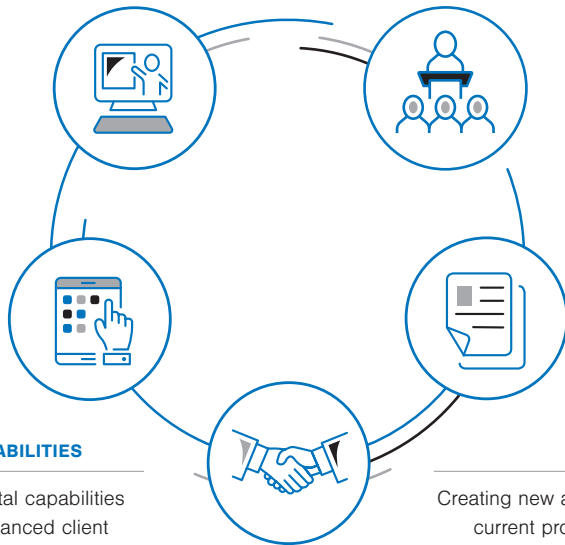 ABILITIES
tal capabilities
anced client
Creating new a
current pro